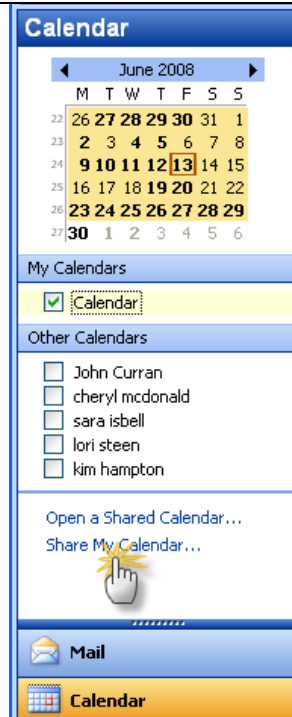 Calendar
June 2008
M T W T F S S
22 26 27 28 29 30 31 1
23 2 3 4 5 6 7 8
24 9 10 11 12 13 14 15
25 16 17 18 19 20 21 22
26 23 24 25 26 27 28 29
27 30 1 2 3 4 5 6
My Calendars
Calendar
Other Calendars
John Curran
cheryl mcdonald
sara isbell
lori steen
kim hampton
Open a Shared Calendar...
Share My Calendar...
Mail
Calendar